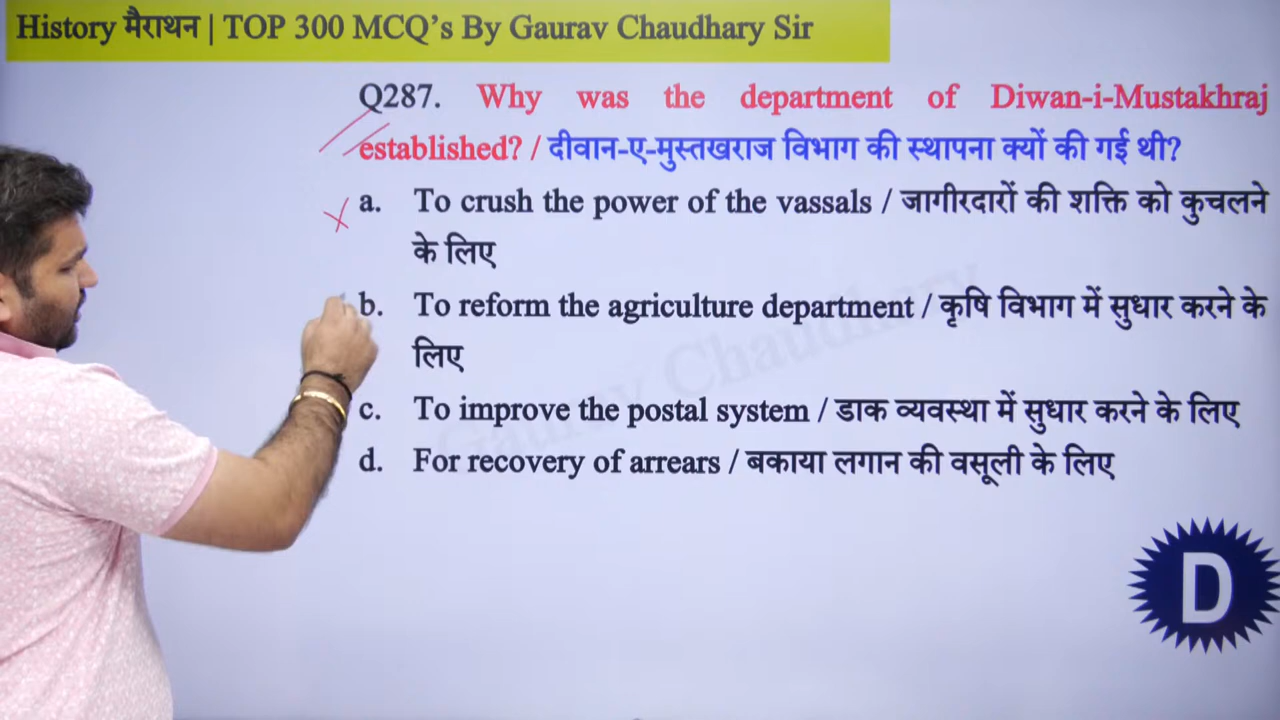 History मैराथन | TOP 300 MCQ’s By Gaurav Chaudhary Sir
Q287. Why was the department of Diwan-i-Mustakhraj
established? / दीवान-ए-मुस्तखराज विभाग की स्थापना क्यों की गई थी?
a. To crush the power of the vassals / जागीरदारों की शक्ति को कुचलने
के लिए
b. To reform the agriculture department / कृषि विभाग में सुधार करने के
लिए
c. To improve the postal system / डाक व्यवस्था में सुधार करने के लिए
d. For recovery of arrears / बकाया लगान की वसूली के लिए
Gaurav Chaudhary
D